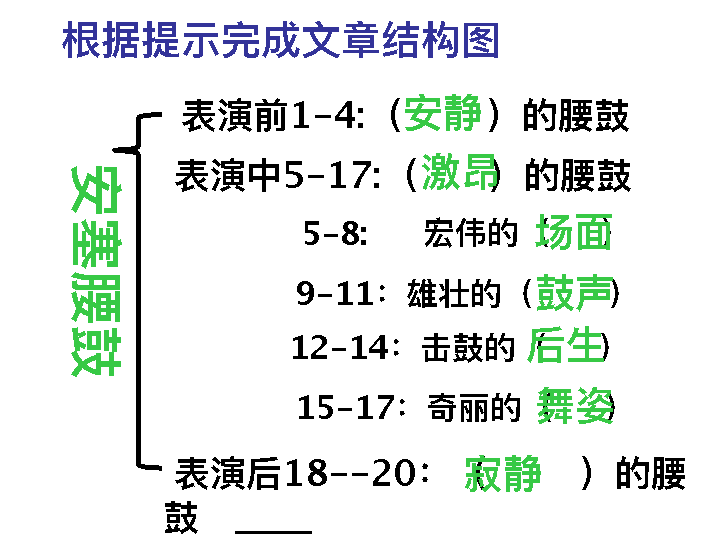 根据提示完成文章结构图
安塞腰鼓
表演前1-4:（安静）的腰鼓
表演中5-17:（激昂）的腰鼓
5-8: 宏伟的（场面）
9-11：雄壮的（鼓声）
12-14：击鼓的（后生）
15-17：奇丽的（舞姿）
表演后18--20：（寂静 ）的腰
鼓 ____